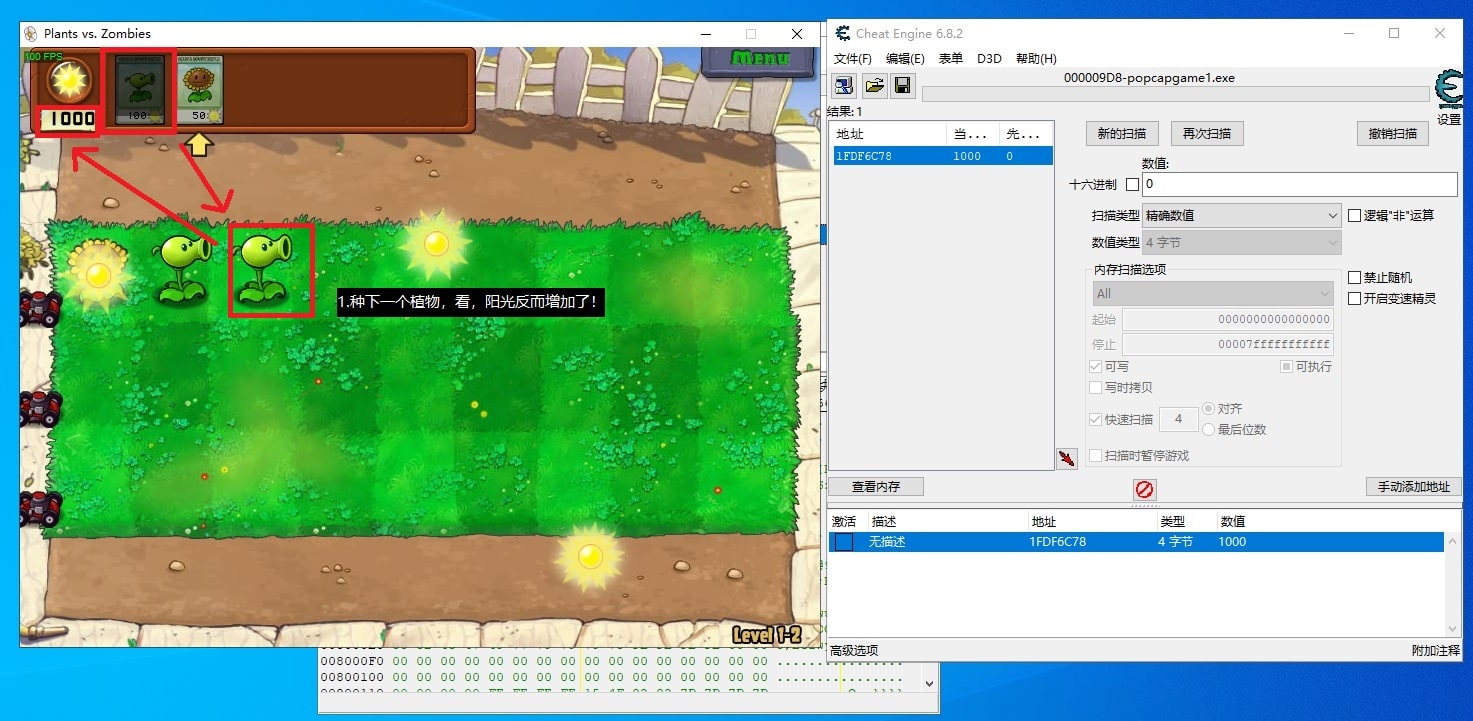 Plants vs. Zombies
100 FPS
1000
100
50
Menu
1.种下一个植物，看，阳光反而增加了！
Level 1-2
Cheat Engine 6.8.2
文件(F) 编辑(E) 表单 D3D 帮助(H)
000009D8-popcapgame1.exe
设置
结果: 1
地址 当... 先...
1FDF6C78 1000 0
新的扫描 再次扫描 撤销扫描
数值:
十六进制 0
扫描类型 精确数值 逻辑"非"运算
数值类型 4 字节
内存扫描选项
All
禁止随机
开启变速精灵
起始 0000000000000000
停止 00007fffffffffff
可写 可执行
写时拷贝
快速扫描 4 对齐
最后位数
扫描时暂停游戏
查看内存 手动添加地址
激活 描述 地址 类型 数值
无描述 1FDF6C78 4 字节 1000
高级选项 附加注释
008000F0 00 00 00 00 00 00 00 00 00 00 00 00 00 00 00 00 ................
00800100 00 00 00 00 00 00 00 00 00 00 00 00 00 00 00 00 ................